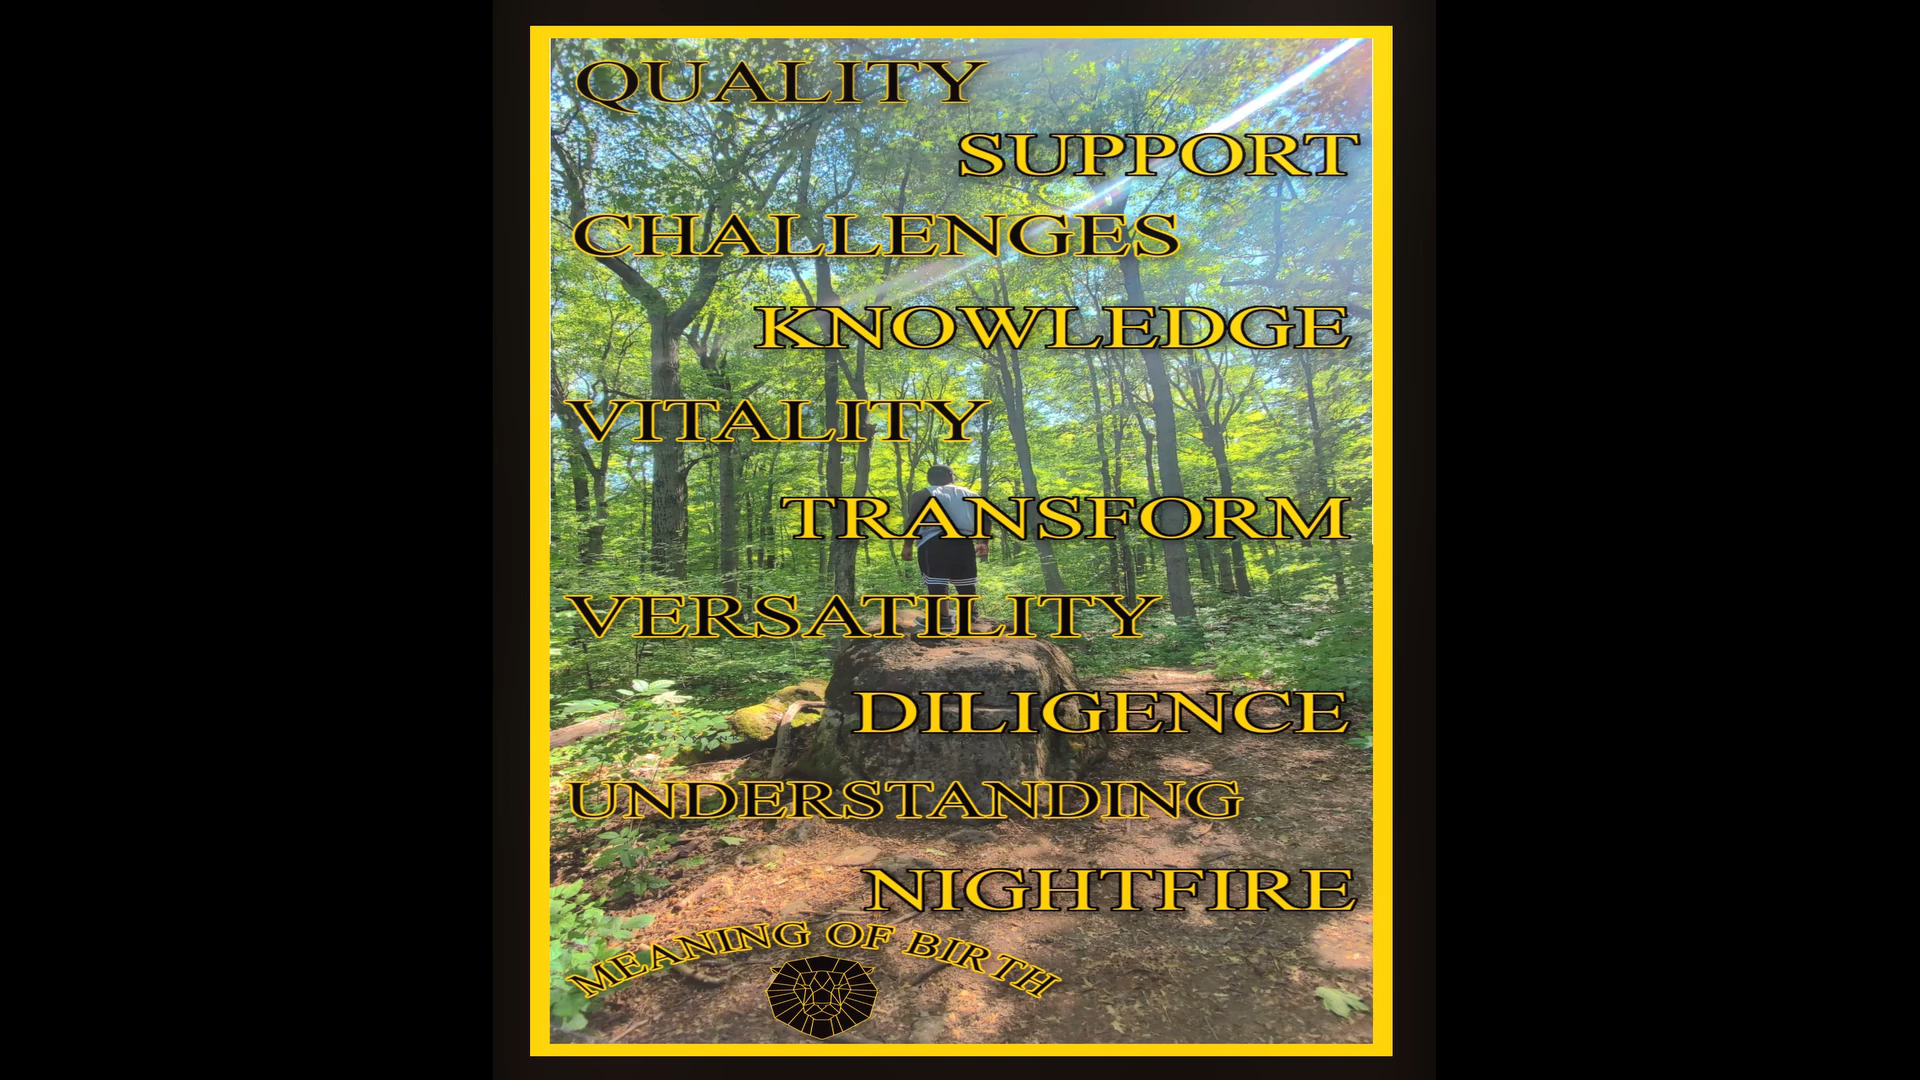 QUALITY
SUPPORT
CHALLENGES
KNOWLEDGE
VITALITY
TRANSFORM
VERSATILITY
DILIGENCE
UNDERSTANDING
NIGHTFIRE
MEANING OF BIRTH